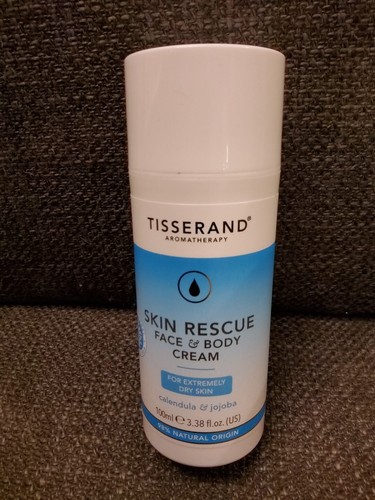 TISSERAND®
AROMATHERAPY
SKIN RESCUE
FACE & BODY
CREAM
FOR EXTREMELY
DRY SKIN
calendula & jojoba
100ml ℮ 3.38 fl.oz.(US)
98% NATURAL ORIGIN